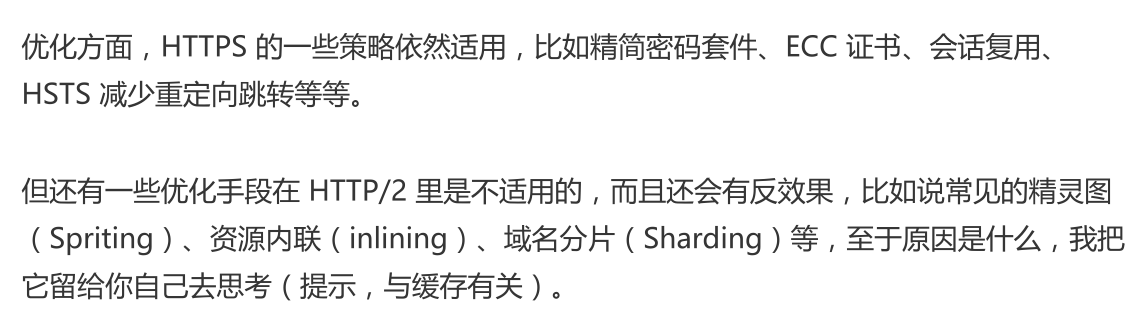 优化方面，HTTPS 的一些策略依然适用，比如精简密码套件、ECC 证书、会话复用、
HSTS 减少重定向跳转等等。
但还有一些优化手段在 HTTP/2 里是不适用的，而且还会有反效果，比如说常见的精灵图
（Spriting）、资源内联（inlining）、域名分片（Sharding）等，至于原因是什么，我把
它留给你自己去思考（提示，与缓存有关）。